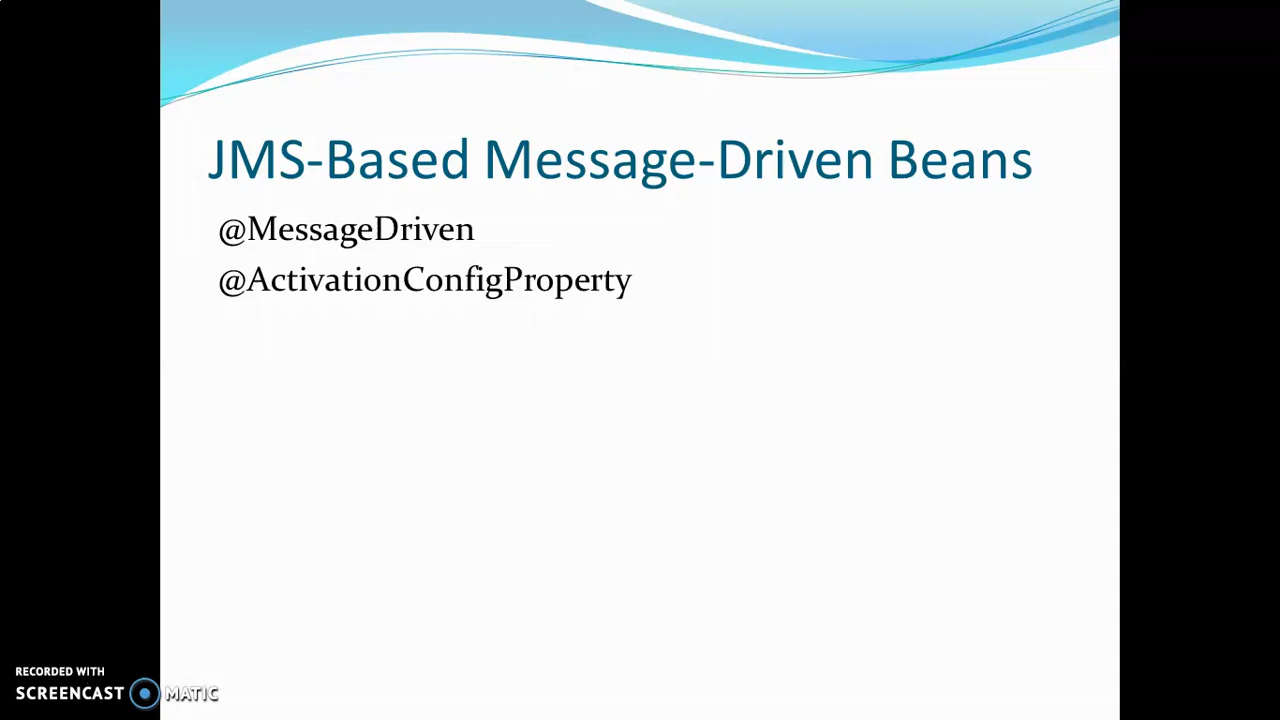 JMS-Based Message-Driven Beans
@MessageDriven
@ActivationConfigProperty
RECORDED WITH
SCREENCAST MATIC